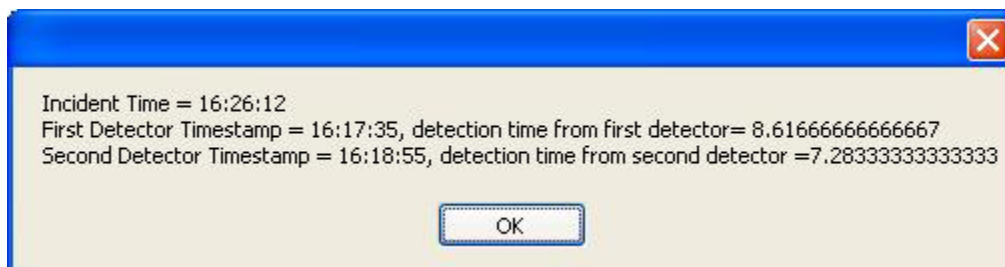 Incident Time = 16:26:12
First Detector Timestamp = 16:17:35, detection time from first detector= 8.61666666666667
Second Detector Timestamp = 16:18:55, detection time from second detector =7.28333333333333
OK